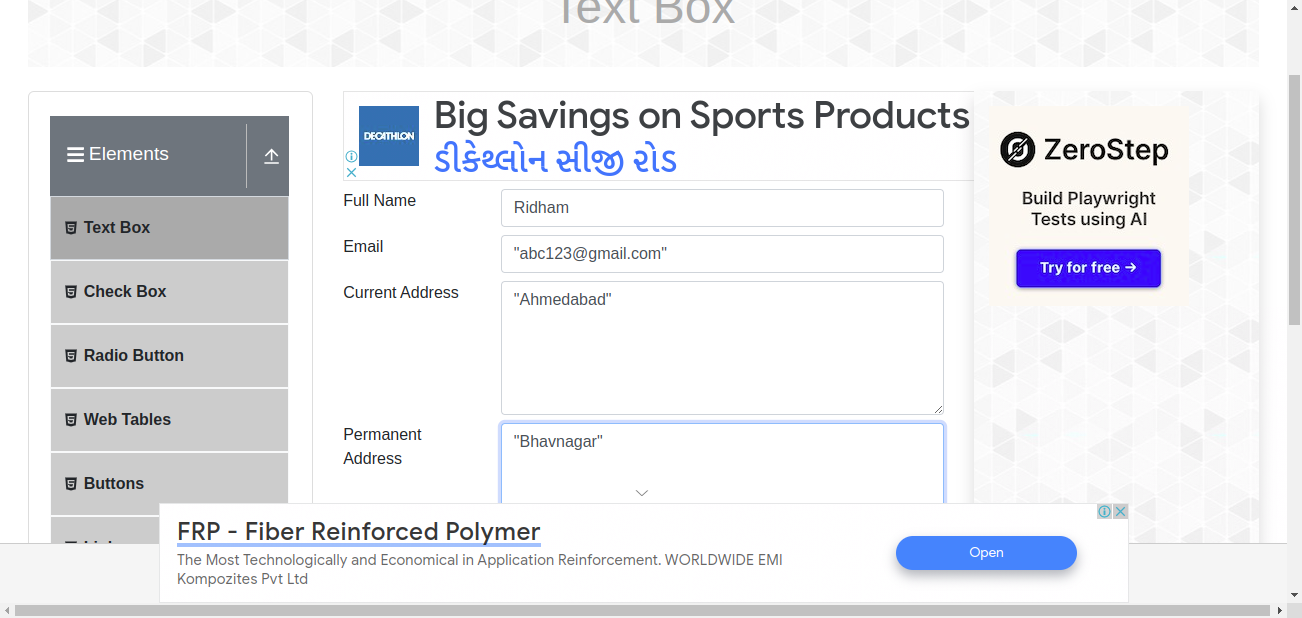 Text Box
Elements
Text Box
Check Box
Radio Button
Web Tables
Buttons
DECATHLON
Big Savings on Sports Products
ડીકેથ્લોન સીજી રોડ
Full Name
Ridham
Email
"abc123@gmail.com"
Current Address
"Ahmedabad"
Permanent
Address
"Bhavnagar"
ZeroStep
Build Playwright
Tests using AI
Try for free →
FRP - Fiber Reinforced Polymer
The Most Technologically and Economical in Application Reinforcement. WORLDWIDE EMI
Kompozites Pvt Ltd
Open